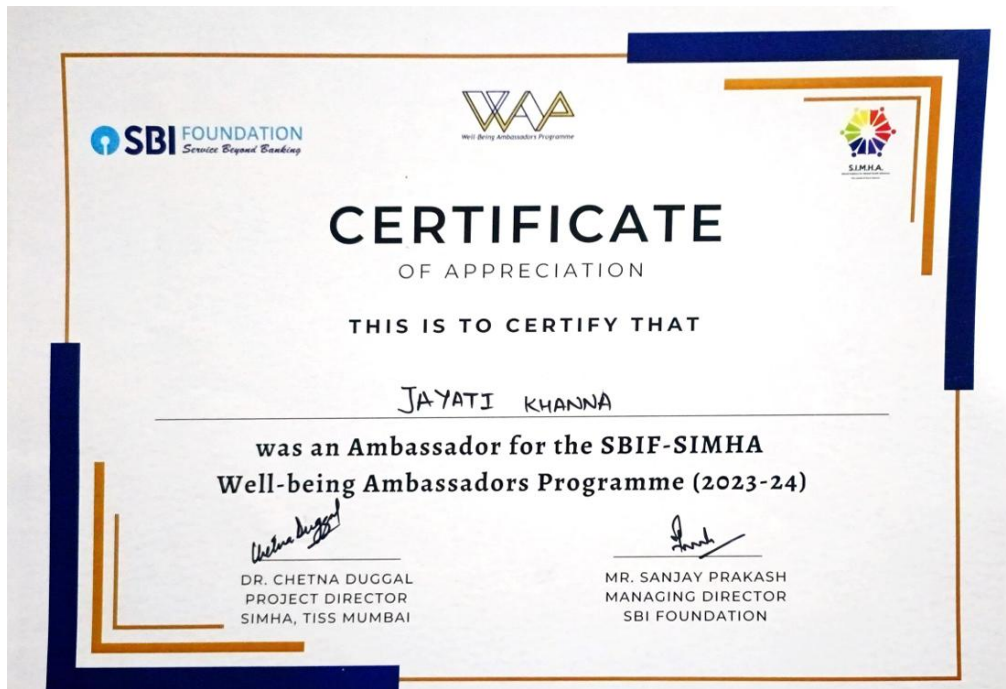 SBI FOUNDATION
Service Beyond Banking
WAP
Well Being Ambassadors Programme
S.I.M.H.A.
CERTIFICATE
OF APPRECIATION
THIS IS TO CERTIFY THAT
JAYATI KHANNA
was an Ambassador for the SBIF-SIMHA
Well-being Ambassadors Programme (2023-24)
Chetna Duggal
DR. CHETNA DUGGAL
PROJECT DIRECTOR
SIMHA, TISS MUMBAI
MR. SANJAY PRAKASH
MANAGING DIRECTOR
SBI FOUNDATION